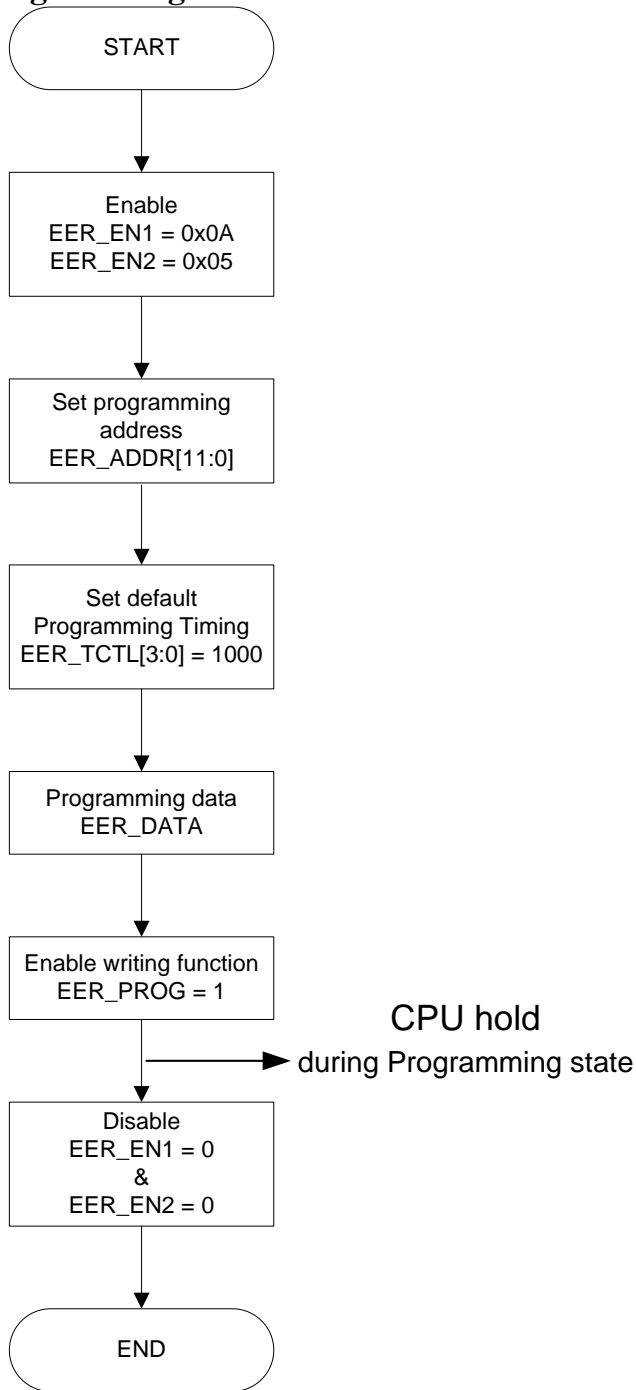 START
Enable
EER_EN1 = 0x0A
EER_EN2 = 0x05
Set programming
address
EER_ADDR[11:0]
Set default
Programming Timing
EER_TCTL[3:0] = 1000
Programming data
EER_DATA
Enable writing function
EER_PROG = 1
CPU hold
during Programming state
Disable
EER_EN1 = 0
&
EER_EN2 = 0
END